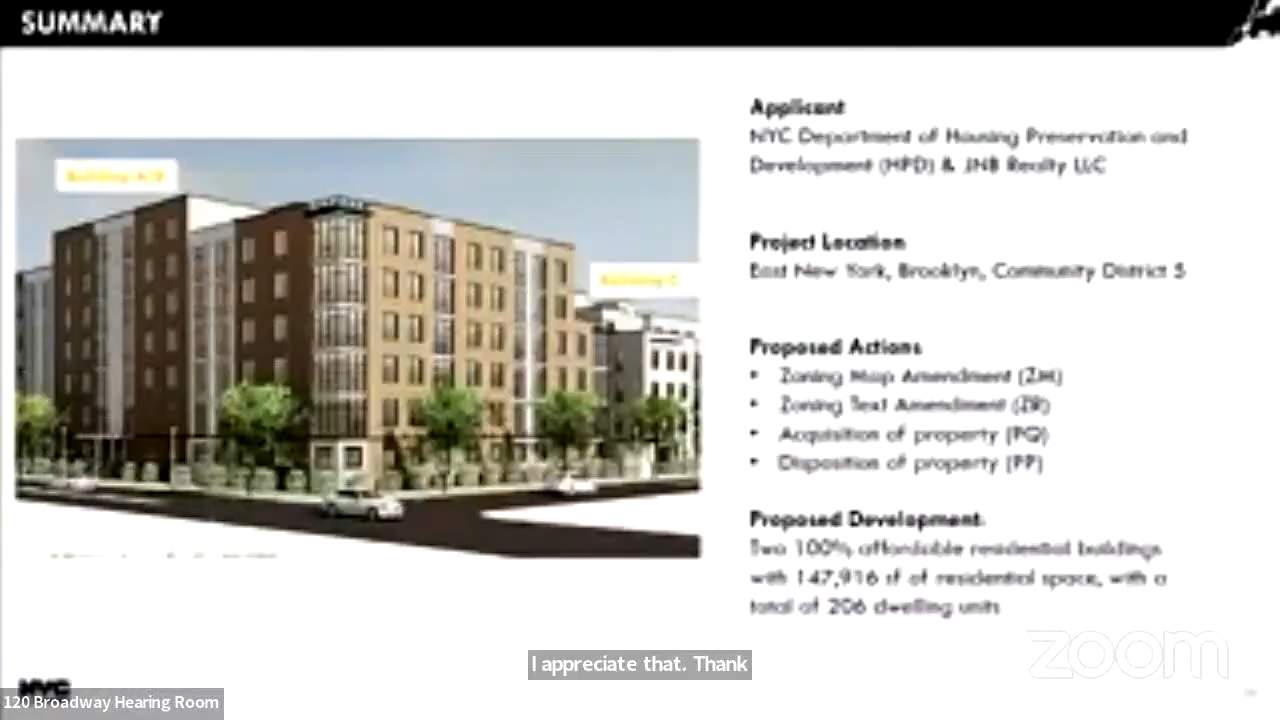 SUMMARY
Building A/B
Building C
Applicant
NYC Department of Housing Preservation and
Development (HPD) & JNB Realty LLC
Project Location
East New York, Brooklyn, Community District 5
Proposed Actions
• Zoning Map Amendment (ZM)
• Zoning Text Amendment (ZR)
• Acquisition of property (PQ)
• Disposition of property (PP)
Proposed Development:
Two 100% affordable residential buildings
with 147,916 sf of residential space, with a
total of 206 dwelling units
zoom
I appreciate that. Thank
NYC
120 Broadway Hearing Room